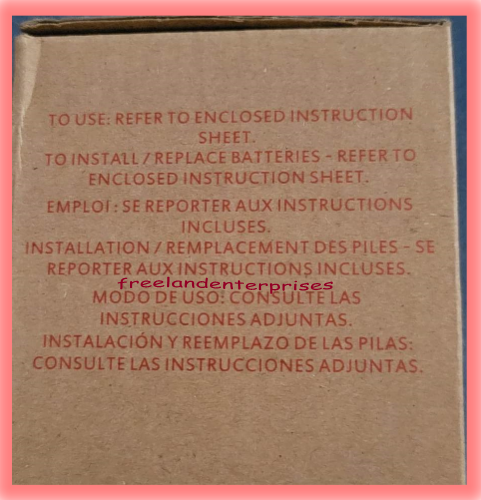 TO USE: REFER TO ENCLOSED INSTRUCTION
SHEET.
TO INSTALL / REPLACE BATTERIES - REFER TO
ENCLOSED INSTRUCTION SHEET.
EMPLOI : SE REPORTER AUX INSTRUCTIONS
INCLUSES.
INSTALLATION / REMPLACEMENT DES PILES - SE
REPORTER AUX INSTRUCTIONS INCLUSES.
freelandenterprises
MODO DE USO: CONSULTE LAS
INSTRUCCIONES ADJUNTAS.
INSTALACIÓN Y REEMPLAZO DE LAS PILAS:
CONSULTE LAS INSTRUCCIONES ADJUNTAS.